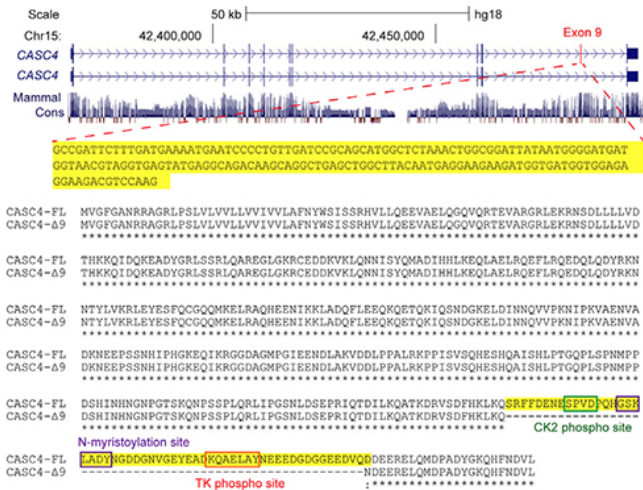 Scale
50 kb
hg18
Chr15:
42,400,000
42,450,000
Exon 9
CASC4
CASC4
Mammal
Cons
GCCGATTCTTTGATGAAAATGAATCCCCTGTTGATCCGCAGCATGGCTCTAAACTGGCGGATTATAATGGGGATGAT
GGTAACGTAGGTGAGTATGAGGCAGACAAGCAGGCTGAGCTGGCTTACAATGAGGAAGAAGATGGTGATGGTGGAGA
GGAAGACGTCCAAG
CASC4-FL MVGFGANRRAGRLPSLVLVVLLVVIVVLAFNYWSISSRHVLLQEEVAELQGQVQRTEVARGRLEKRNSDLLLLVD
CASC4-Δ9 MVGFGANRRAGRLPSLVLVVLLVVIVVLAFNYWSISSRHVLLQEEVAELQGQVQRTEVARGRLEKRNSDLLLLVD
CASC4-FL THKKQIDQKEADYGRLSSRLQAREGLGKRCEDDKVKLQNNISYQMADIHHLKEQLAELRQEFLRQEDQLQDYRKN
CASC4-Δ9 THKKQIDQKEADYGRLSSRLQAREGLGKRCEDDKVKLQNNISYQMADIHHLKEQLAELRQEFLRQEDQLQDYRKN
CASC4-FL NTYLVKRLEYESFQCGQQMKELRAQHEENIKKLADQFLEEQKQETQKIQSNDGKELDINNQVVPKNIPKVAENVA
CASC4-Δ9 NTYLVKRLEYESFQCGQQMKELRAQHEENIKKLADQFLEEQKQETQKIQSNDGKELDINNQVVPKNIPKVAENVA
CASC4-FL DKNEEPSSNHIPHGKEQIKRGGDAGMPGIEENDLAKVDDLPPALRKPPISVSQHESHQAISHLPTGQPLSPNMPP
CASC4-Δ9 DKNEEPSSNHIPHGKEQIKRGGDAGMPGIEENDLAKVDDLPPALRKPPISVSQHESHQAISHLPTGQPLSPNMPP
CASC4-FL DSHINHNGNPGTSKQNPSSPLQRLIPGSNLDSEPRIQTDILKQATKDRVSDFHKLKQSRFFDENESPVDPQHGSK
CASC4-Δ9 DSHINHNGNPGTSKQNPSSPLQRLIPGSNLDSEPRIQTDILKQATKDRVSDFHKLKQ------------------
N-myristoylation site
CK2 phospho site
CASC4-FL LADYNGDDGNVGEYEADKQAELAYNEEEDGDGGEEDVQDDEERELQMDPADYGKQHFNDVL
CASC4-Δ9 --------------------------------------NDEERELQMDPADYGKQHFNDVL
TK phospho site